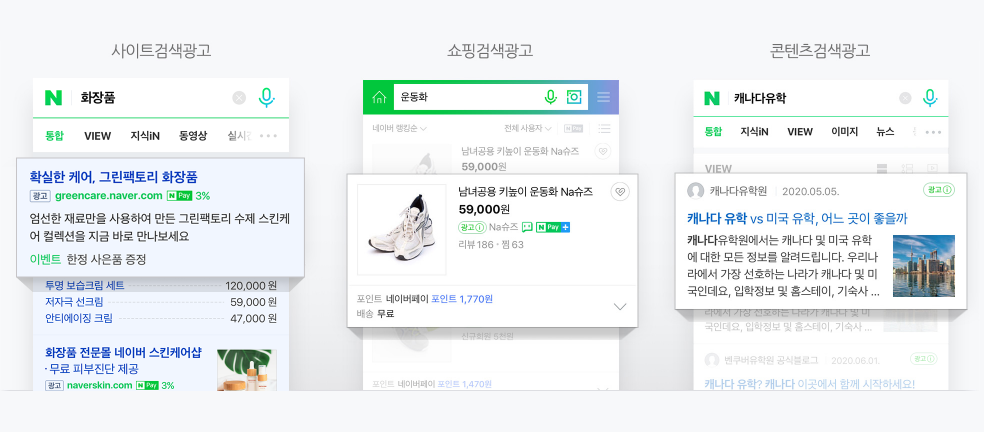 사이트검색광고
N 화장품
통합 VIEW 지식iN 동영상 실시간
확실한 케어, 그린팩토리 화장품
광고 greencare.naver.com N Pay 3%
엄선한 재료만을 사용하여 만든 그린팩토리 수제 스킨케
어 컬렉션을 지금 바로 만나보세요
이벤트 한정 사은품 증정
투명 보습크림 세트 120,000 원
저자극 선크림 59,000 원
안티에이징 크림 47,000 원
화장품 전문몰 네이버 스킨케어샵
· 무료 피부진단 제공
광고 naverskin.com N Pay 3%
쇼핑검색광고
운동화
네이버 랭킹순 전체 사용자 N Pay
남녀공용 키높이 운동화 Na슈즈
59,000원
남녀공용 키높이 운동화 Na슈즈
59,000원
광고 Na슈즈 N Pay +
리뷰 186 · 찜 63
포인트 네이버페이 포인트 1,770원
배송 무료
신규회원 5천원
포인트 네이버페이 포인트 1,470원
콘텐츠검색광고
N 캐나다유학
통합 지식iN VIEW 이미지 뉴스
VIEW
캐나다유학원 2020.05.05. 광고
캐나다 유학 vs 미국 유학, 어느 곳이 좋을까
캐나다유학원에서는 캐나다 및 미국 유학
에 대한 모든 정보를 알려드립니다. 우리나
라에서 가장 선호하는 나라가 캐나다 및 미
국인데요, 입학정보 및 홈스테이, 기숙사 ...
라에서 가장 선호하는 나라가 캐나다 및 미
국인데요, 입학정보 및 홈스테이, 기숙사 ...
밴쿠버유학원 공식블로그 2020.06.01. 광고
캐나다 유학? 캐나다 이곳에서 함께 시작하세요!